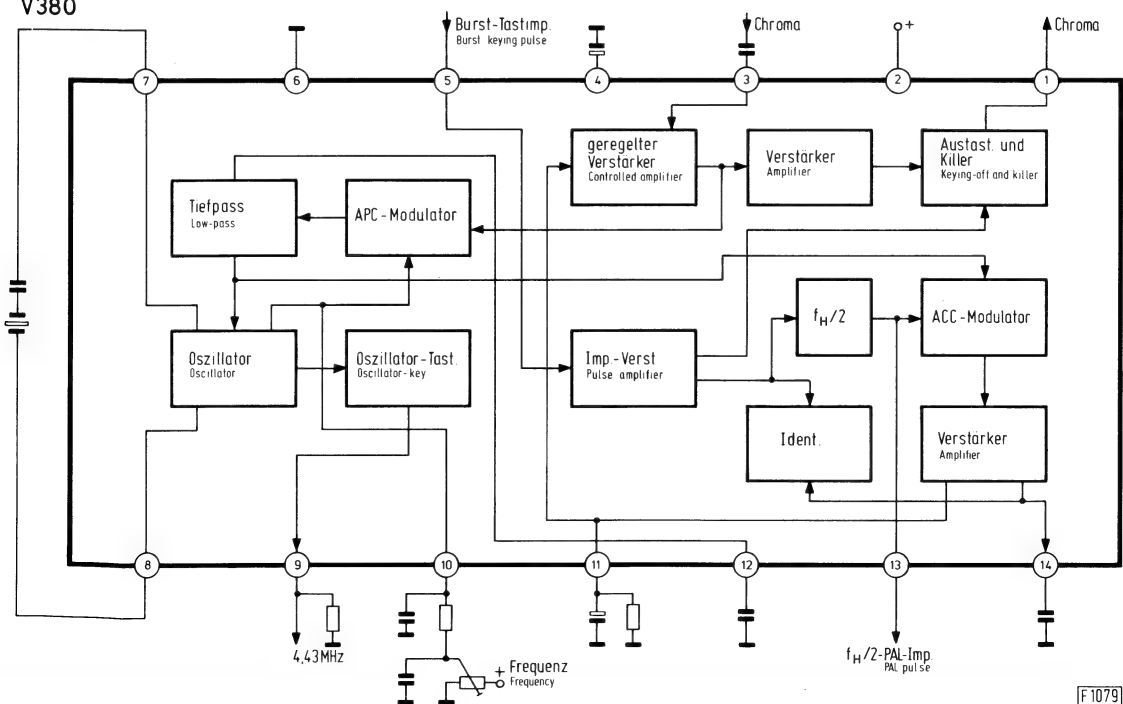 V380
Burst-Tastimp.
Burst keying pulse
Chroma
+
Chroma
7
6
5
4
3
2
1
geregelter
Verstärker
Controlled amplifier
Verstärker
Amplifier
Austast. und
Killer
Keying-off and killer
Tiefpass
Low-pass
APC-Modulator
Oszillator
Oscillator
Oszillator-Tast.
Oscillator-key
Imp.-Verst
Pulse amplifier
fH/2
ACC-Modulator
Ident.
Verstärker
Amplifier
8
9
10
11
12
13
14
4,43MHz
+ Frequenz
Frequency
fH/2-PAL-Imp.
PAL pulse
F1079